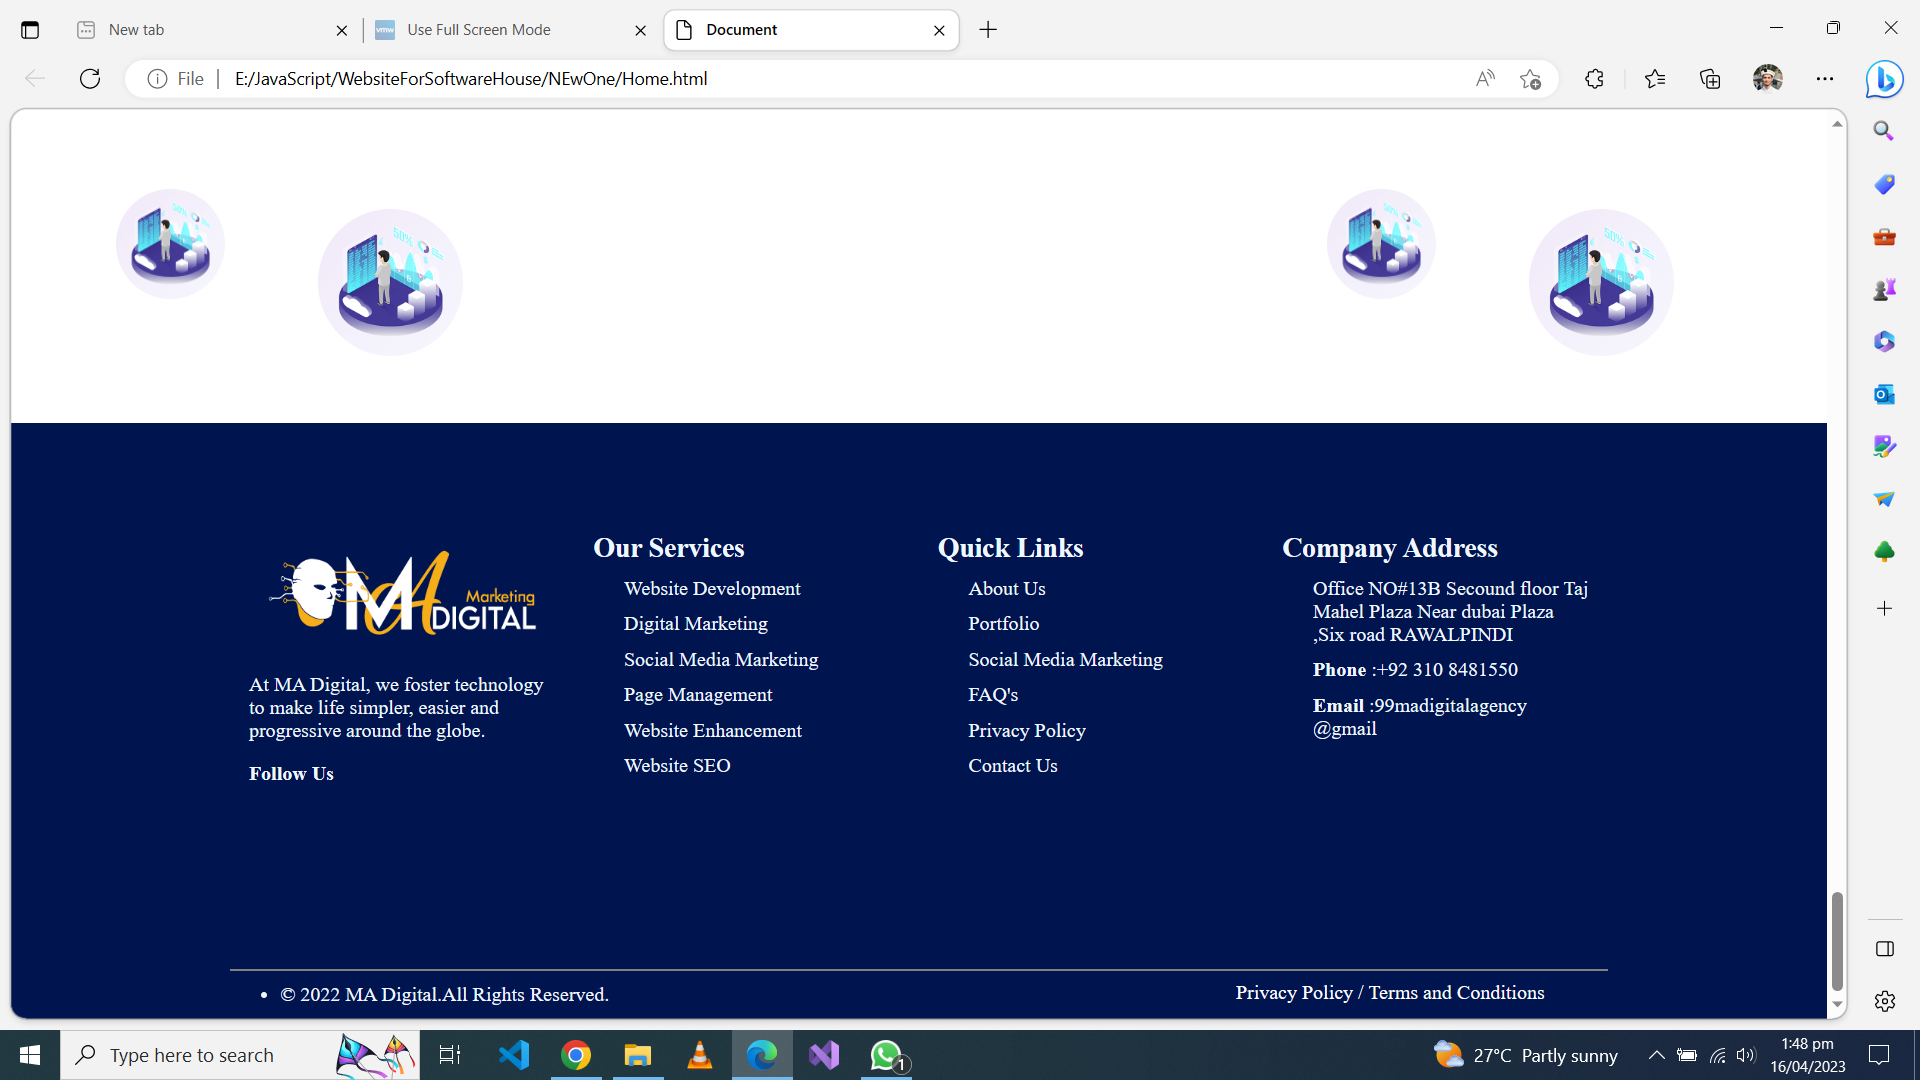 New tab
Use Full Screen Mode
Document
File
E:/JavaScript/WebsiteForSoftwareHouse/NEwOne/Home.html
50%
50%
50%
50%
MA
Marketing
DIGITAL
At MA Digital, we foster technology
to make life simpler, easier and
progressive around the globe.
Follow Us
Our Services
Website Development
Digital Marketing
Social Media Marketing
Page Management
Website Enhancement
Website SEO
Quick Links
About Us
Portfolio
Social Media Marketing
FAQ's
Privacy Policy
Contact Us
Company Address
Office NO#13B Secound floor Taj
Mahel Plaza Near dubai Plaza
,Six road RAWALPINDI
Phone :+92 310 8481550
Email :99madigitalagency
@gmail
• © 2022 MA Digital.All Rights Reserved.
Privacy Policy / Terms and Conditions
Type here to search
1
27°C Partly sunny
1:48 pm
16/04/2023